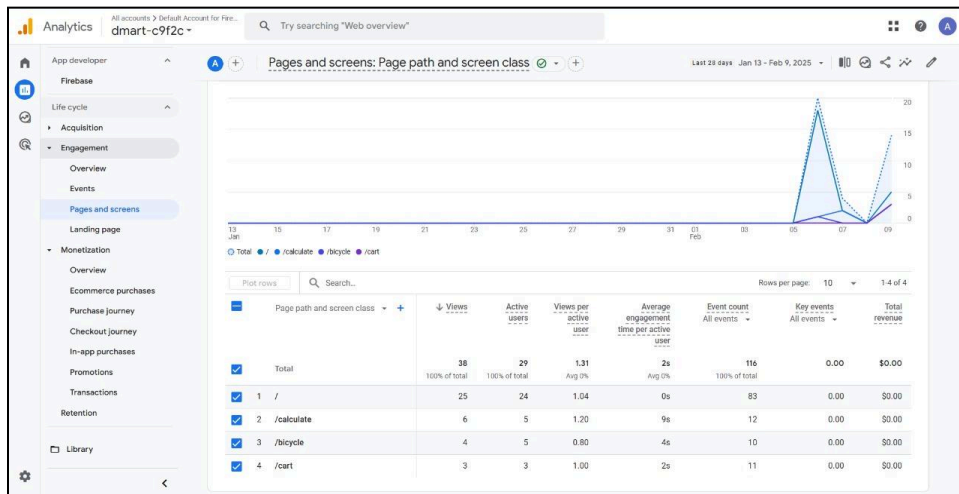 Analytics
All accounts > Default Account for Fire...
dmart-c9f2c
Try searching "Web overview"
A
App developer
Firebase
Life cycle
Acquisition
Engagement
Overview
Events
Pages and screens
Landing page
Monetization
Overview
Ecommerce purchases
Purchase journey
Checkout journey
In-app purchases
Promotions
Transactions
Retention
Library
A
Pages and screens: Page path and screen class
Last 28 days Jan 13 - Feb 9, 2025
20
15
10
5
0
13 15 17 19 21 23 25 27 29 31 01 03 05 07 09
Jan Feb
Total / /calculate /bicycle /cart
Plot rows Search... Rows per page: 10 1-4 of 4
Page path and screen class + Views Active users Views per active user Average engagement time per active user Event count All events Key events All events Total revenue
Total 38 29 1.31 2s 116 0.00 $0.00
100% of total 100% of total Avg 0% Avg 0% 100% of total
1 / 25 24 1.04 0s 83 0.00 $0.00
2 /calculate 6 5 1.20 9s 12 0.00 $0.00
3 /bicycle 4 5 0.80 4s 10 0.00 $0.00
4 /cart 3 3 1.00 2s 11 0.00 $0.00